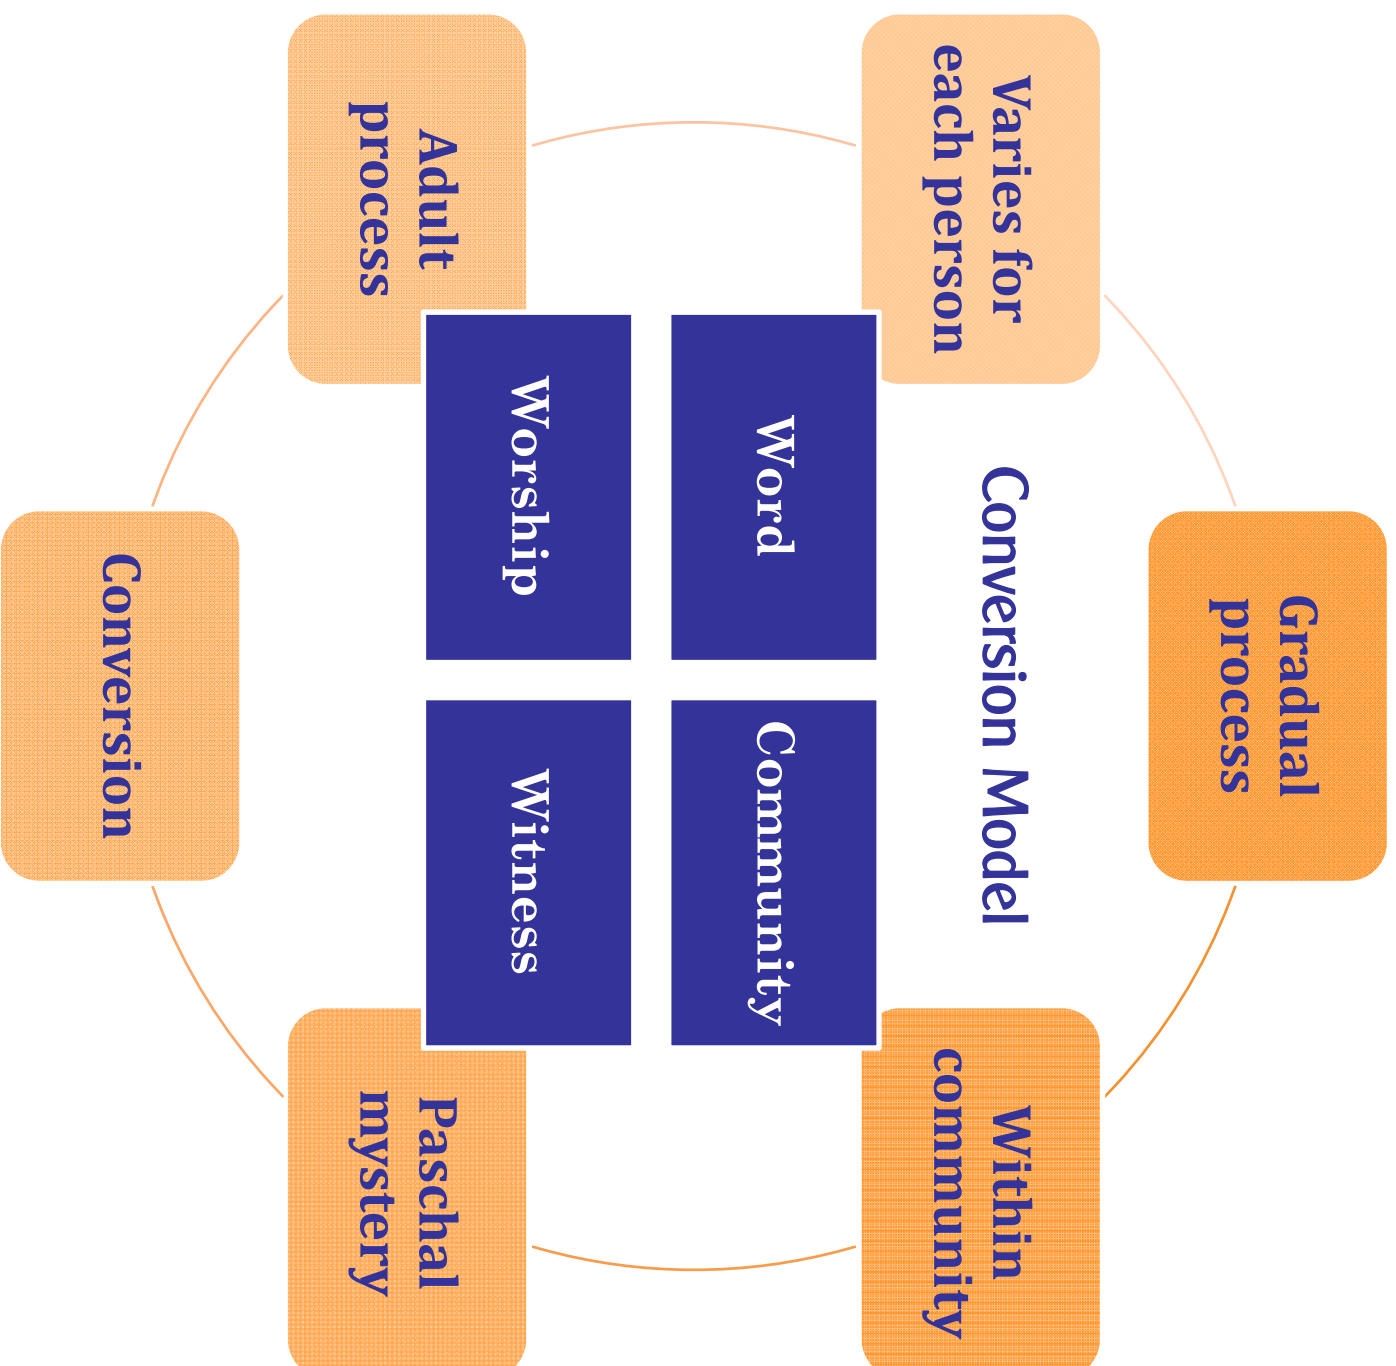 Gradual
process
Within
community
Paschal
mystery
Conversion
Adult
process
Varies for
each person
Conversion Model
Word
Community
Worship
Witness